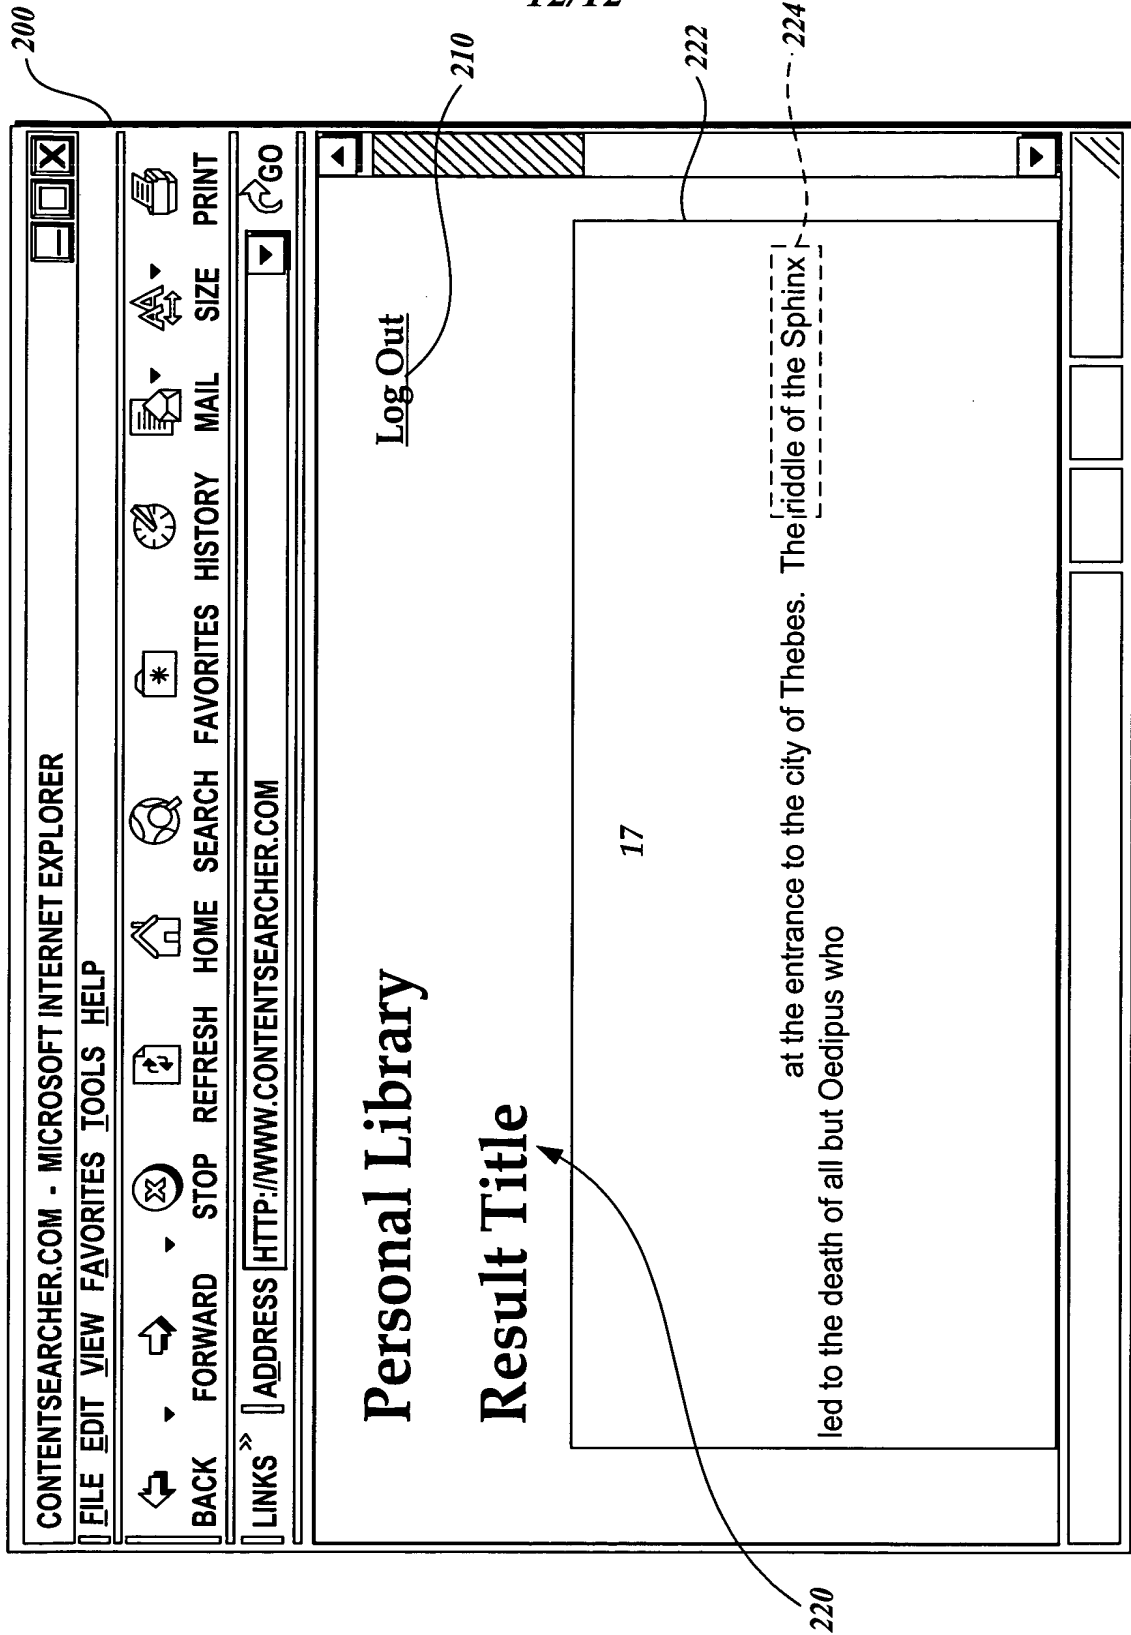 12/12
200
CONTENTSEARCHER.COM - MICROSOFT INTERNET EXPLORER
FILE EDIT VIEW FAVORITES TOOLS HELP
BACK FORWARD STOP REFRESH HOME SEARCH FAVORITES HISTORY MAIL SIZE PRINT
LINKS » ADDRESS HTTP://WWW.CONTENTSEARCHER.COM GO
Personal Library
Log Out
210
Result Title
220
222
17
at the entrance to the city of Thebes. The riddle of the Sphinx
224
led to the death of all but Oedipus who